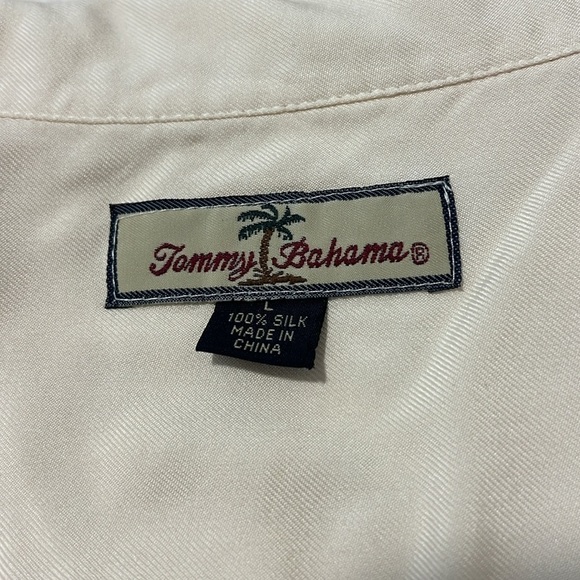 Tommy Bahama®
L
100% SILK
MADE IN
CHINA